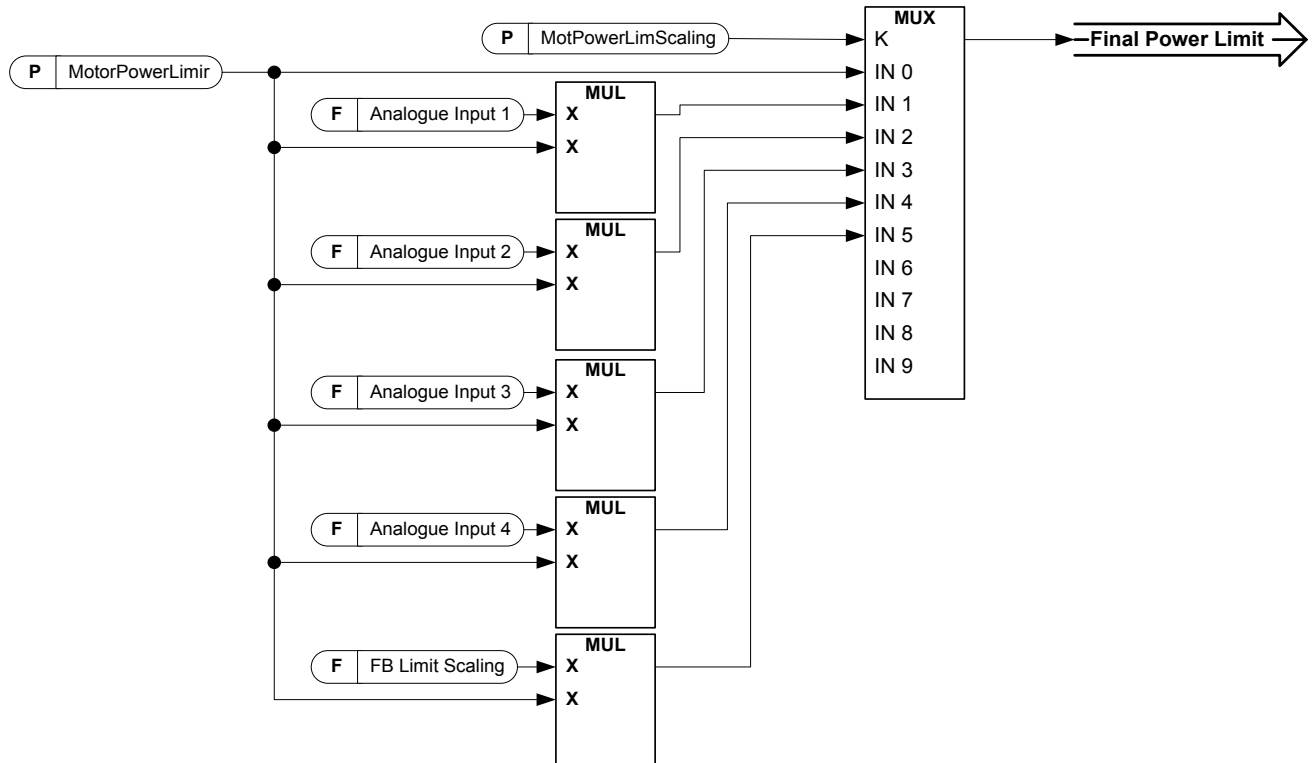 MUX
P MotPowerLimScaling K Final Power Limit
P MotorPowerLimir IN 0
MUL
F Analogue Input 1 X IN 1
X IN 2
IN 3
IN 4
MUL
F Analogue Input 2 X IN 5
X IN 6
IN 7
IN 8
IN 9
MUL
F Analogue Input 3 X
X
MUL
F Analogue Input 4 X
X
MUL
F FB Limit Scaling X
X